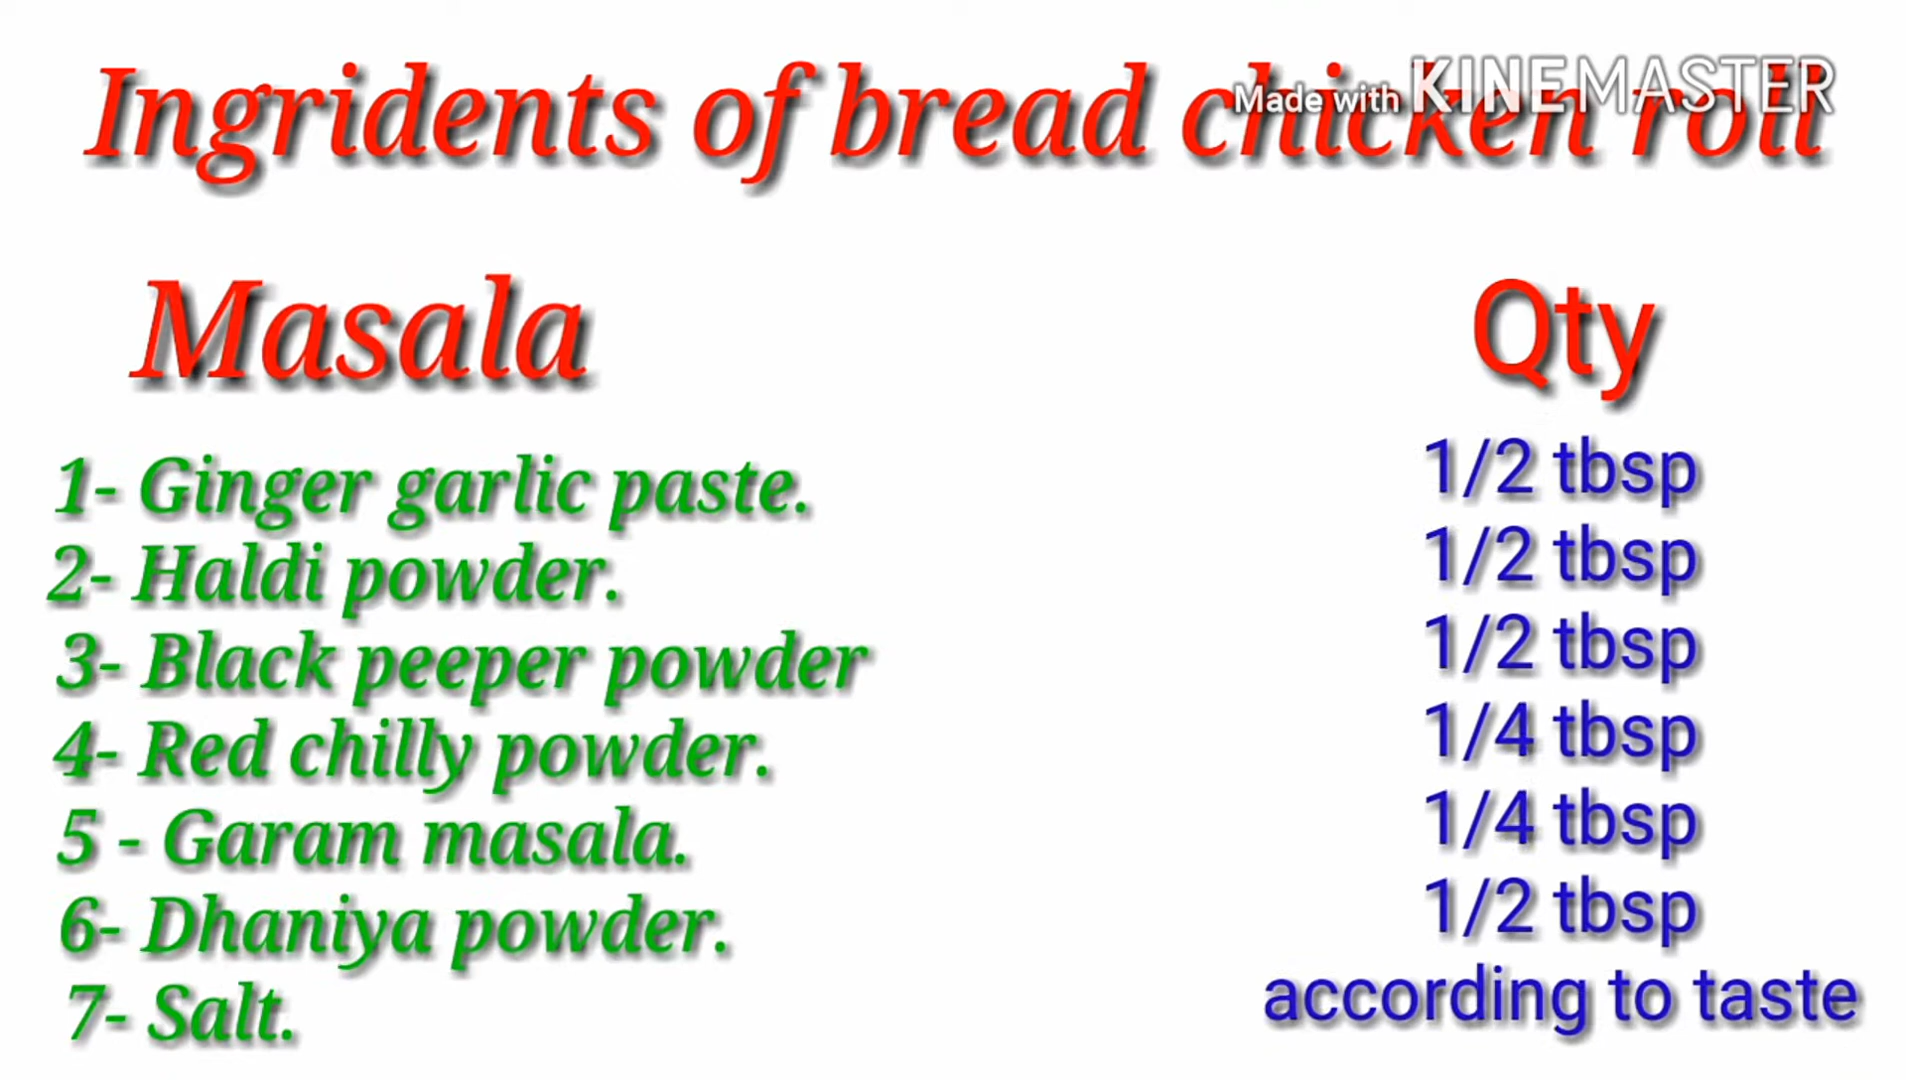 Ingridents of bread chicken roll
Made with KINEMASTER
Masala Qty
1- Ginger garlic paste. 1/2 tbsp
2- Haldi powder. 1/2 tbsp
3- Black peeper powder 1/2 tbsp
4- Red chilly powder. 1/4 tbsp
5 - Garam masala. 1/4 tbsp
6- Dhaniya powder. 1/2 tbsp
7- Salt. according to taste